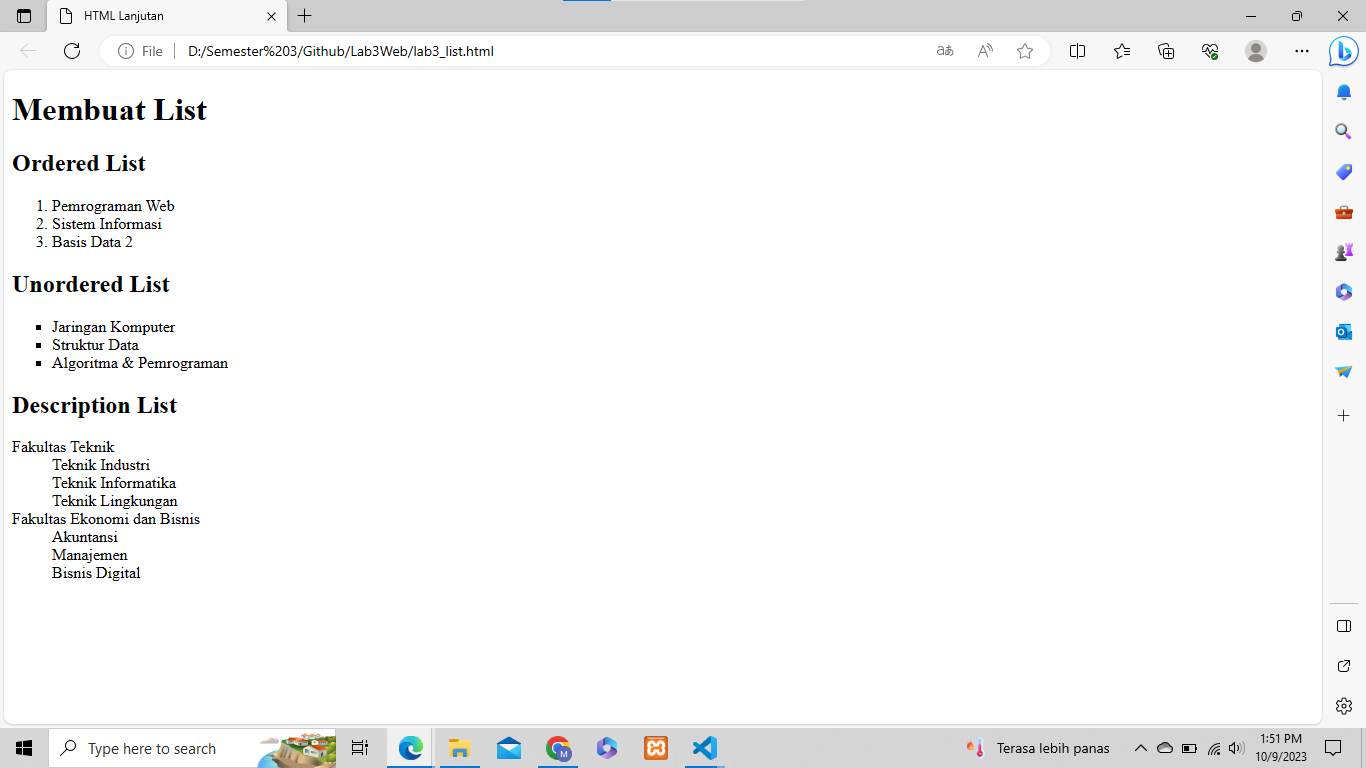 HTML Lanjutan
File
D:/Semester%203/Github/Lab3Web/lab3_list.html
Membuat List
Ordered List
1. Pemrograman Web
2. Sistem Informasi
3. Basis Data 2
Unordered List
▪ Jaringan Komputer
▪ Struktur Data
▪ Algoritma & Pemrograman
Description List
Fakultas Teknik
Teknik Industri
Teknik Informatika
Teknik Lingkungan
Fakultas Ekonomi dan Bisnis
Akuntansi
Manajemen
Bisnis Digital
Type here to search
M
Terasa lebih panas
1:51 PM
10/9/2023